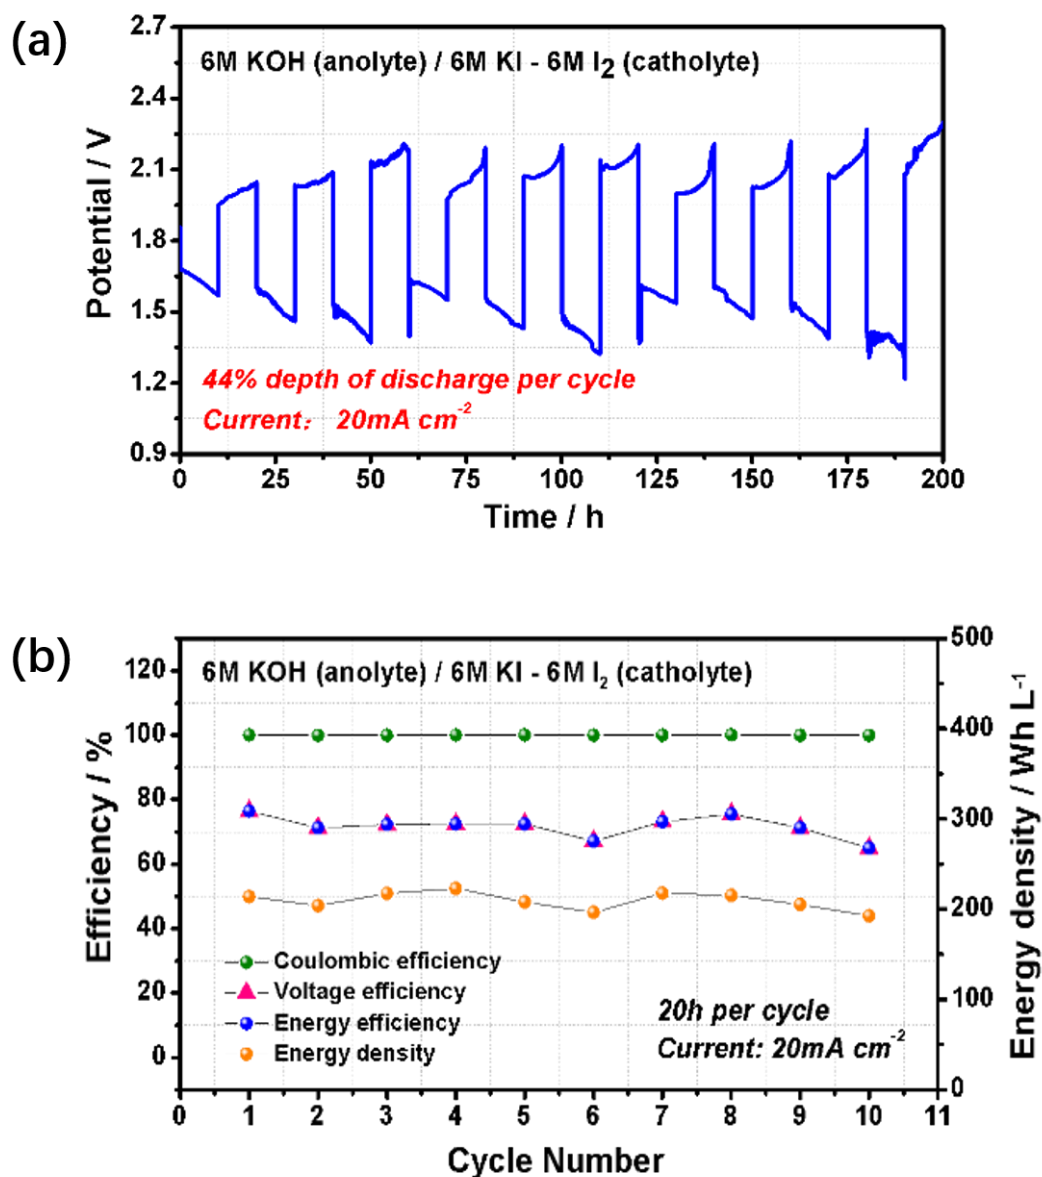 (a)
2.7
2.4
2.1
1.8
1.5
1.2
0.9
Potential / V
6M KOH (anolyte) / 6M KI - 6M I₂ (catholyte)
44% depth of discharge per cycle
Current: 20mA cm⁻²
0 25 50 75 100 125 150 175 200
Time / h
(b)
120
100
80
60
40
20
0
Efficiency / %
6M KOH (anolyte) / 6M KI - 6M I₂ (catholyte)
Coulombic efficiency
Voltage efficiency
Energy efficiency
Energy density
20h per cycle
Current: 20mA cm⁻²
500
400
300
200
100
0
Energy density / Wh L⁻¹
0 1 2 3 4 5 6 7 8 9 10 11
Cycle Number